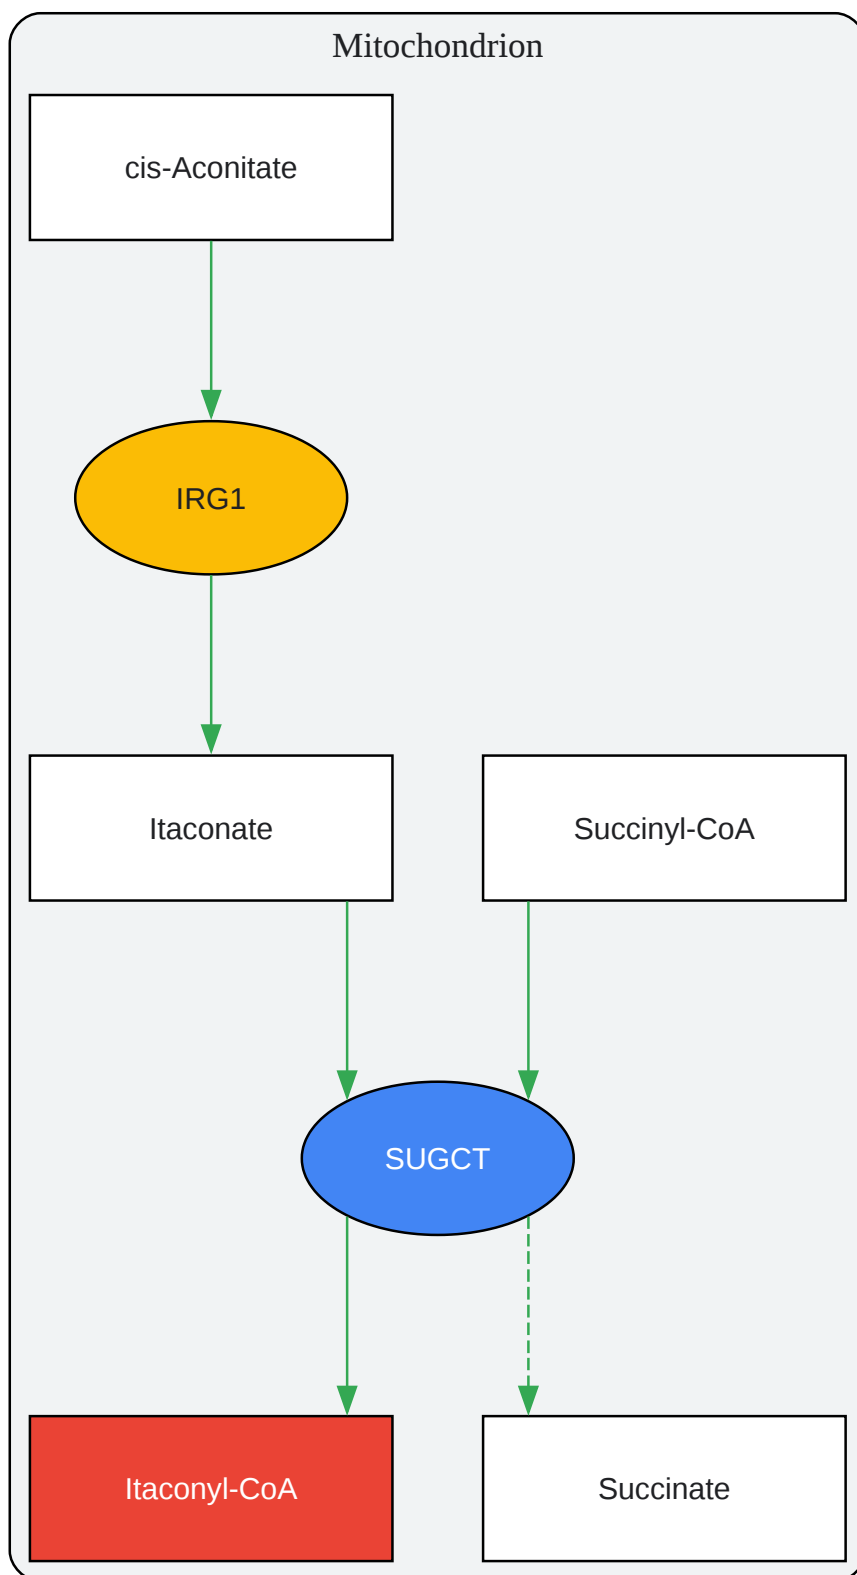 Mitochondrion
cis-Aconitate
IRG1
Itaconate
Succinyl-CoA
SUGCT
Itaconyl-CoA
Succinate